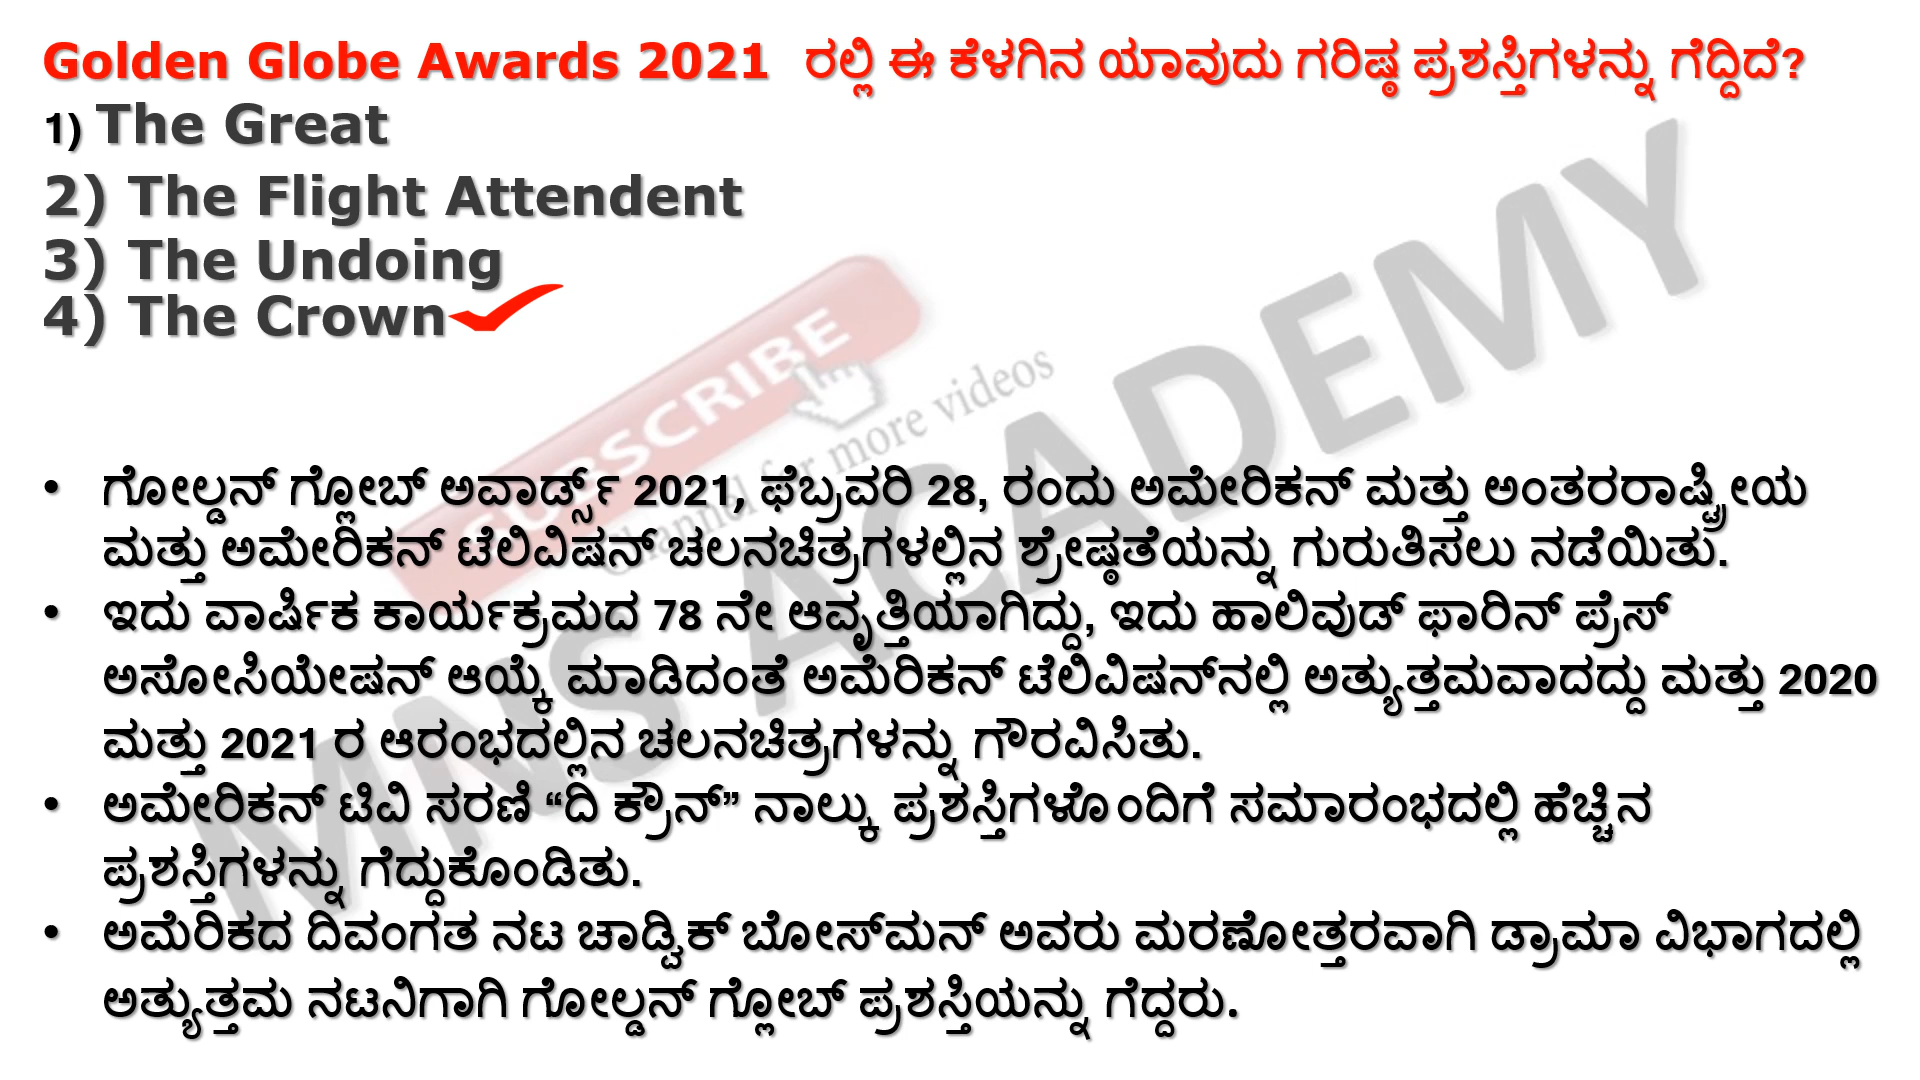 Golden Globe Awards 2021 ರಲ್ಲಿ ಈ ಕೆಳಗಿನ ಯಾವುದು ಗರಿಷ್ಠ ಪ್ರಶಸ್ತಿಗಳನ್ನು ಗೆದ್ದಿದೆ?
1) The Great
2) The Flight Attendent
3) The Undoing
4) The Crown
SUBSCRIBE
Channel for more videos
MNS ACADEMY
• ಗೋಲ್ಡನ್ ಗ್ಲೋಬ್ ಅವಾರ್ಡ್ಸ್ 2021, ಫೆಬ್ರವರಿ 28, ರಂದು ಅಮೇರಿಕನ್ ಮತ್ತು ಅಂತರರಾಷ್ಟ್ರೀಯ
ಮತ್ತು ಅಮೇರಿಕನ್ ಟೆಲಿವಿಷನ್ ಚಲನಚಿತ್ರಗಳಲ್ಲಿನ ಶ್ರೇಷ್ಠತೆಯನ್ನು ಗುರುತಿಸಲು ನಡೆಯಿತು.
• ಇದು ವಾರ್ಷಿಕ ಕಾರ್ಯಕ್ರಮದ 78 ನೇ ಆವೃತ್ತಿಯಾಗಿದ್ದು, ಇದು ಹಾಲಿವುಡ್ ಫಾರಿನ್ ಪ್ರೆಸ್
ಅಸೋಸಿಯೇಷನ್ ಆಯ್ಕೆ ಮಾಡಿದಂತೆ ಅಮೆರಿಕನ್ ಟೆಲಿವಿಷನ್‌ನಲ್ಲಿ ಅತ್ಯುತ್ತಮವಾದದ್ದು ಮತ್ತು 2020
ಮತ್ತು 2021 ರ ಆರಂಭದಲ್ಲಿನ ಚಲನಚಿತ್ರಗಳನ್ನು ಗೌರವಿಸಿತು.
• ಅಮೇರಿಕನ್ ಟಿವಿ ಸರಣಿ “ದಿ ಕ್ರೌನ್” ನಾಲ್ಕು ಪ್ರಶಸ್ತಿಗಳೊಂದಿಗೆ ಸಮಾರಂಭದಲ್ಲಿ ಹೆಚ್ಚಿನ
ಪ್ರಶಸ್ತಿಗಳನ್ನು ಗೆದ್ದುಕೊಂಡಿತು.
• ಅಮೆರಿಕದ ದಿವಂಗತ ನಟ ಚಾಡ್ವಿಕ್ ಬೋಸ್‌ಮನ್ ಅವರು ಮರಣೋತ್ತರವಾಗಿ ಡ್ರಾಮಾ ವಿಭಾಗದಲ್ಲಿ
ಅತ್ಯುತ್ತಮ ನಟನಿಗಾಗಿ ಗೋಲ್ಡನ್ ಗ್ಲೋಬ್ ಪ್ರಶಸ್ತಿಯನ್ನು ಗೆದ್ದರು.